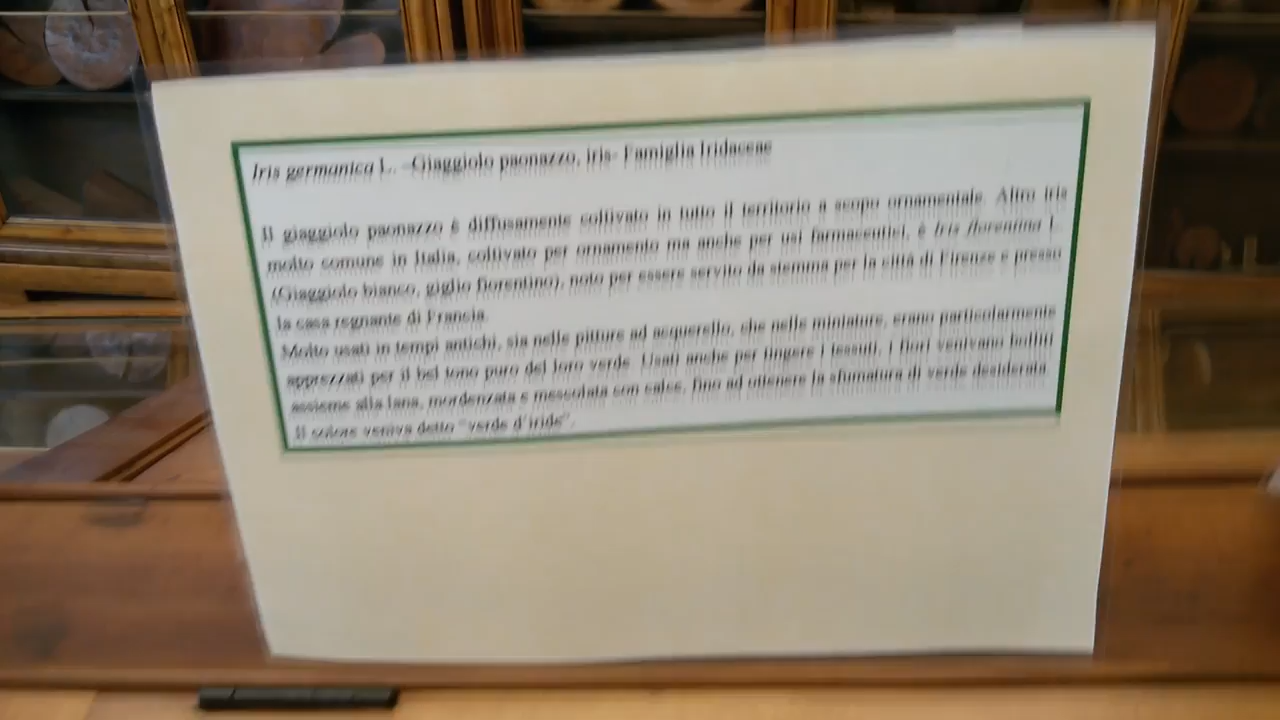 Iris germanica L. -Giaggiolo paonazzo, iris- Famiglia Iridaceae
Il giaggiolo paonazzo è diffusamente coltivato in tutto il territorio a scopo ornamentale. Altro iris
molto comune in Italia, coltivato per ornamento ma anche per usi farmaceutici, è Iris florentina L.
(Giaggiolo bianco, giglio fiorentino), noto per essere servito da stemma per la città di Firenze e presso
la casa regnante di Francia.
Molto usati in tempi antichi, sia nelle pitture ad acquerello, che nelle miniature, erano particolarmente
apprezzati per il bel tono puro del loro verde. Usati anche per tingere i tessuti, i fiori venivano bolliti
assieme alla lana, mordenzata e mescolata con calce, fino ad ottenere la sfumatura di verde desiderata.
Il colore veniva detto "verde d'iride".